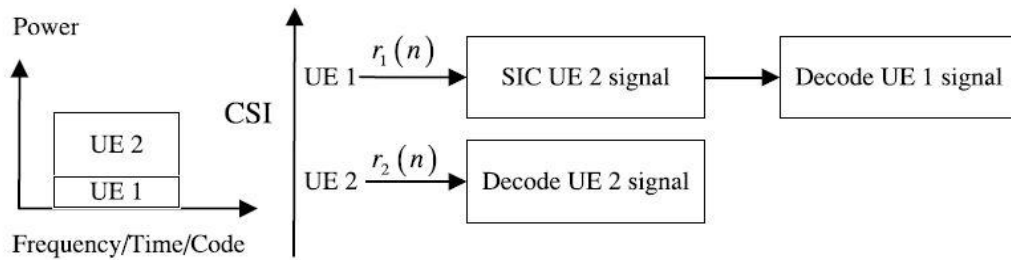 Power
UE 2
UE 1
Frequency/Time/Code
CSI
UE 1 r₁(n) SIC UE 2 signal Decode UE 1 signal
UE 2 r₂(n) Decode UE 2 signal